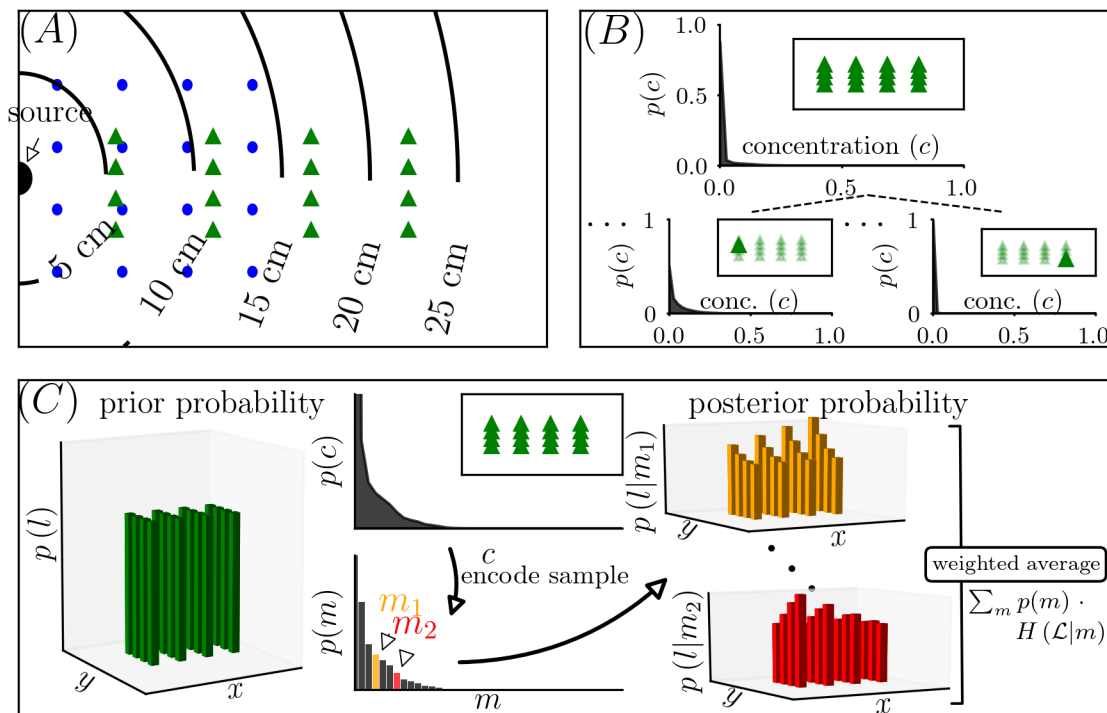 (A)
source
5 cm
10 cm
15 cm
20 cm
25 cm
(B)
1.0
0.5
0.0
p(c)
concentration (c)
0.0
0.5
1.0
1
0
p(c)
conc. (c)
0.0
0.5
1.0
1
0
p(c)
conc. (c)
0.0
0.5
1.0
(C)
prior probability
p(l)
y
x
p(c)
c
encode sample
p(m)
m₁
m₂
m
posterior probability
p(l|m₁)
y
x
p(l|m₂)
y
x
weighted average
∑ₘ p(m) ·
H(ℒ|m)